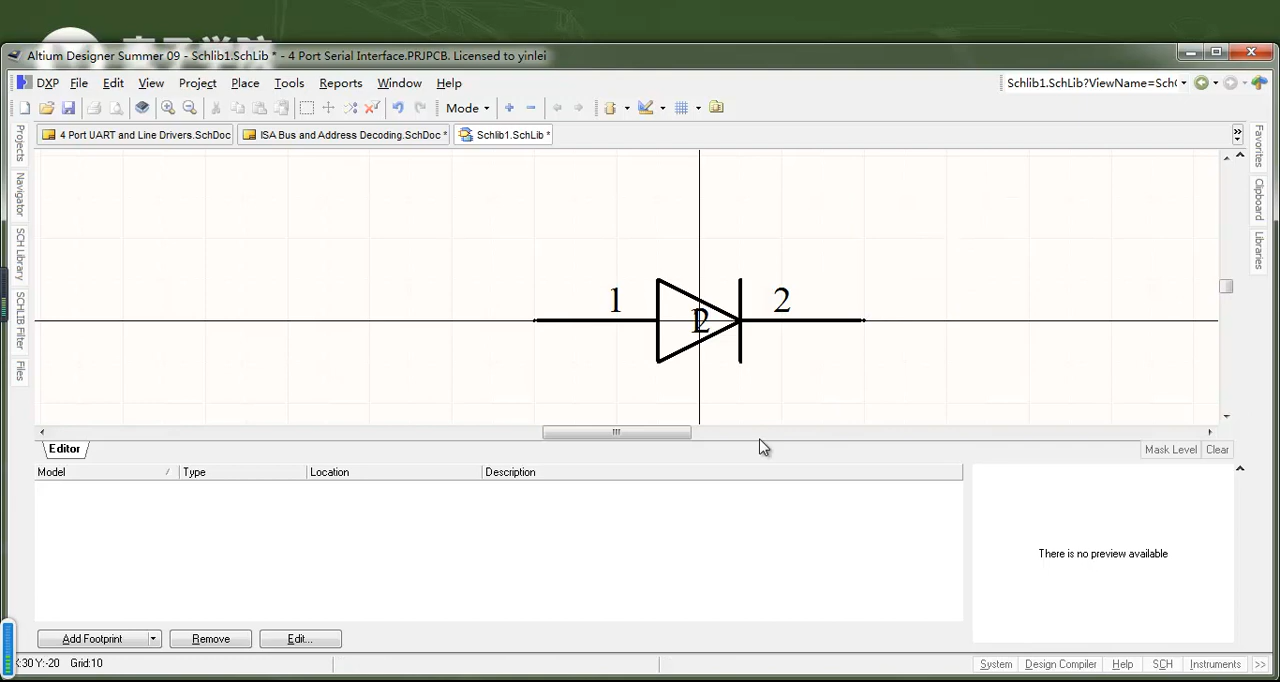 Altium Designer Summer 09 - Schlib1.SchLib * - 4 Port Serial Interface.PRJPCB. Licensed to yinlei
DXP File Edit View Project Place Tools Reports Window Help
Schlib1.SchLib?ViewName=Sch(
Mode
4 Port UART and Line Drivers.SchDoc
ISA Bus and Address Decoding.SchDoc *
Schlib1.SchLib *
Projects
Navigator
SCH Library
SCHLIB Filter
Files
Favorites
Clipboard
Libraries
1
2
2
Editor
Mask Level
Clear
Model / Type Location Description
There is no preview available
Add Footprint
Remove
Edit...
X:30 Y:-20 Grid:10
System
Design Compiler
Help
SCH
Instruments
>>